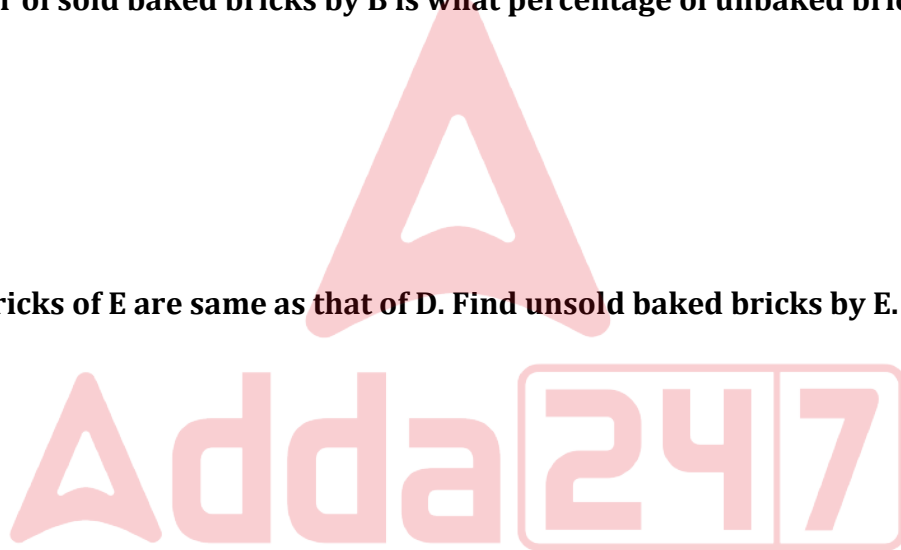 of sold baked bricks by B is what percentage of unbaked
ricks of E are same as that of D. Find unsold baked bricks by E.
Adda247